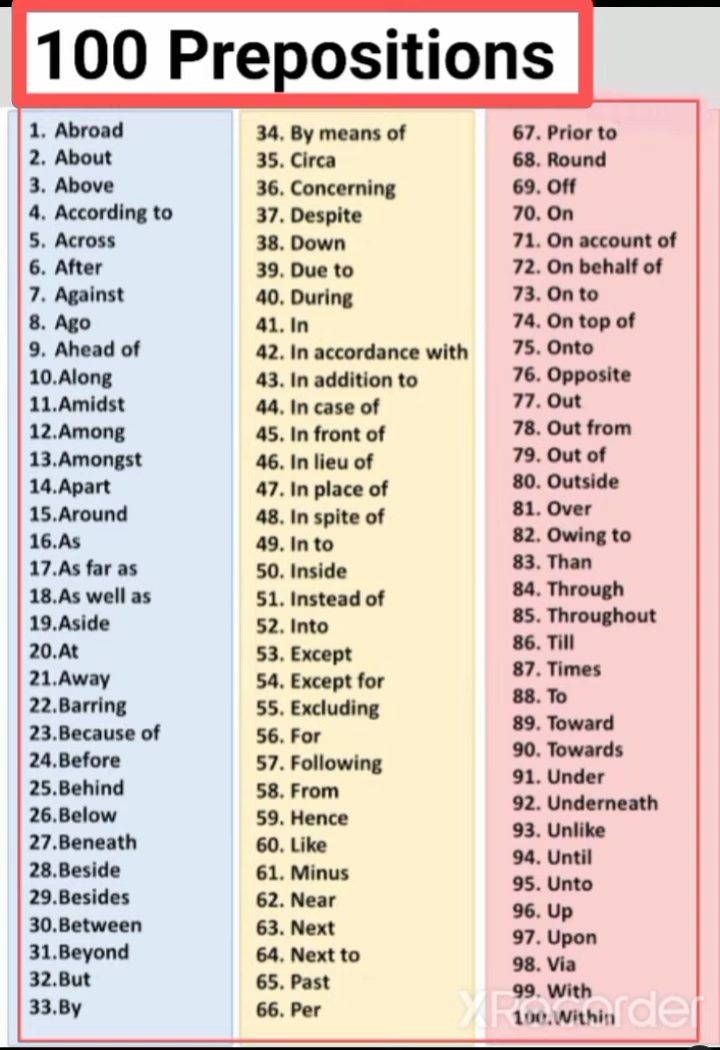 100 Prepositions
1. Abroad
2. About
3. Above
4. According to
5. Across
6. After
7. Against
8. Ago
9. Ahead of
10.Along
11.Amidst
12.Among
13.Amongst
14.Apart
15.Around
16.As
17.As far as
18.As well as
19.Aside
20.At
21.Away
22.Barring
23.Because of
24.Before
25.Behind
26.Below
27.Beneath
28.Beside
29.Besides
30.Between
31.Beyond
32.But
33.By
34. By means of
35. Circa
36. Concerning
37. Despite
38. Down
39. Due to
40. During
41. In
42. In accordance with
43. In addition to
44. In case of
45. In front of
46. In lieu of
47. In place of
48. In spite of
49. In to
50. Inside
51. Instead of
52. Into
53. Except
54. Except for
55. Excluding
56. For
57. Following
58. From
59. Hence
60. Like
61. Minus
62. Near
63. Next
64. Next to
65. Past
66. Per
67. Prior to
68. Round
69. Off
70. On
71. On account of
72. On behalf of
73. On to
74. On top of
75. Onto
76. Opposite
77. Out
78. Out from
79. Out of
80. Outside
81. Over
82. Owing to
83. Than
84. Through
85. Throughout
86. Till
87. Times
88. To
89. Toward
90. Towards
91. Under
92. Underneath
93. Unlike
94. Until
95. Unto
96. Up
97. Upon
98. Via
99. With
100.Within
XRecorder